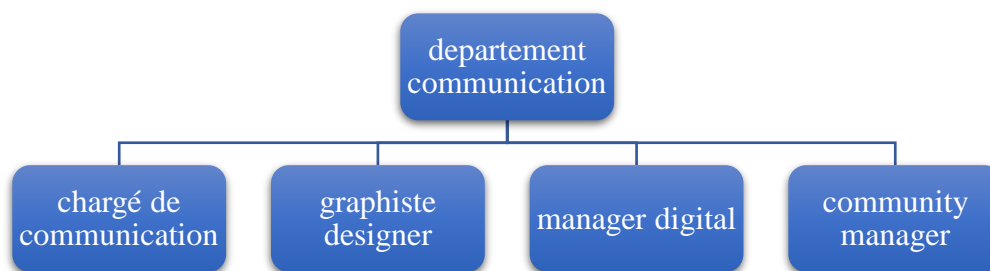 departement
communication
chargé de
communication
graphiste
designer
manager digital
community
manager